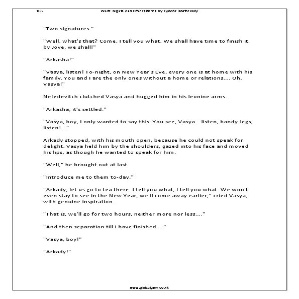 "Two signatures."
"Well, what's that? Come, I tell you what. We shall have time to finish it
by Jove, we shall!"
"Arkasha!"
"Vasya, listen! To-night, on New Year's Eve, every one is at home with his
family. You and I are the only ones without a home or relations.... Oh,
Vasya!"
Nefedevitch clutched Vasya and hugged him in his leonine arms.
"Arkasha, it's settled."
"Vasya, boy, I only wanted to say this. You see, Vasya - listen, bandy-legs,
listen!..."
Arkady stopped, with his mouth open, because he could not speak for
delight. Vasya held him by the shoulders, gazed into his face and moved
his lips, as though he wanted to speak for him.
"Well," he brought out at last.
"Introduce me to them to-day."
"Arkady, let us go to tea there. I tell you what, I tell you what. We won't
even stay to see in the New Year, we'll come away earlier," cried Vasya,
with genuine inspiration.
"That is, we'll go for two hours, neither more nor less...."
"And then separation till I have finished...."
"Vasya, boy!"
"Arkady!"